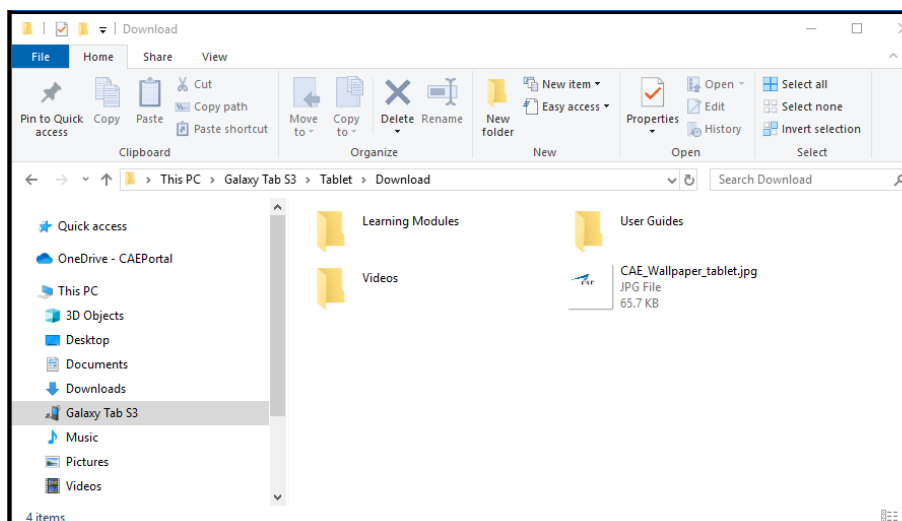 Download
File Home Share View
Pin to Quick access
Copy
Paste
Cut
Copy path
Paste shortcut
Clipboard
Move to
Copy to
Delete
Rename
Organize
New folder
New item
Easy access
New
Properties
Open
Edit
History
Open
Select all
Select none
Invert selection
Select
This PC > Galaxy Tab S3 > Tablet > Download
Search Download
Quick access
OneDrive - CAEPortal
This PC
3D Objects
Desktop
Documents
Downloads
Galaxy Tab S3
Music
Pictures
Videos
Learning Modules
User Guides
Videos
CAE
CAE_Wallpaper_tablet.jpg
JPG File
65.7 KB
4 items